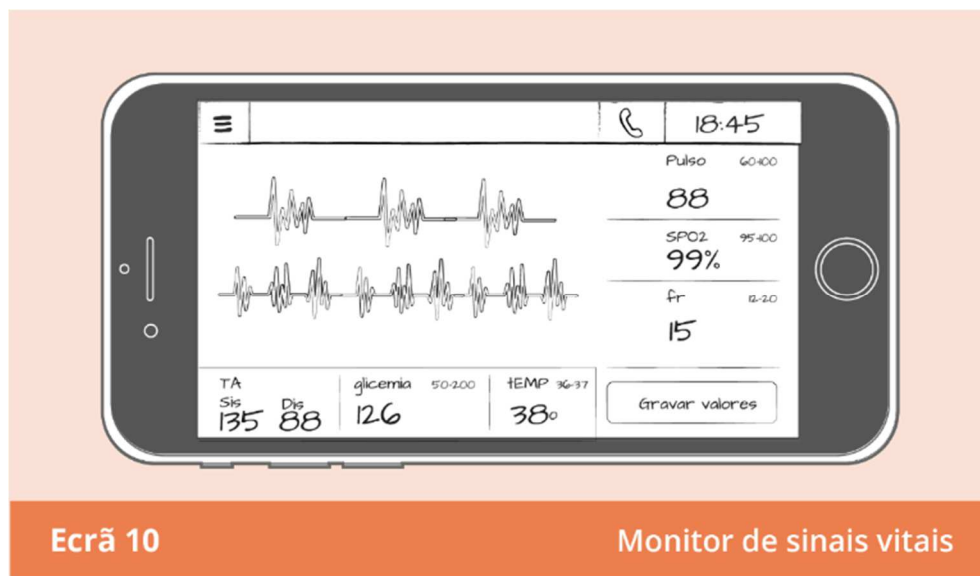 18:45
Pulso 60-100
88
SPO2 95-100
99%
fr 12-20
15
TA
Sis Dis
135 88
glicemia 50-200
126
tEMP 36-37
38º
Gravar valores
Ecrã 10
Monitor de sinais vitais